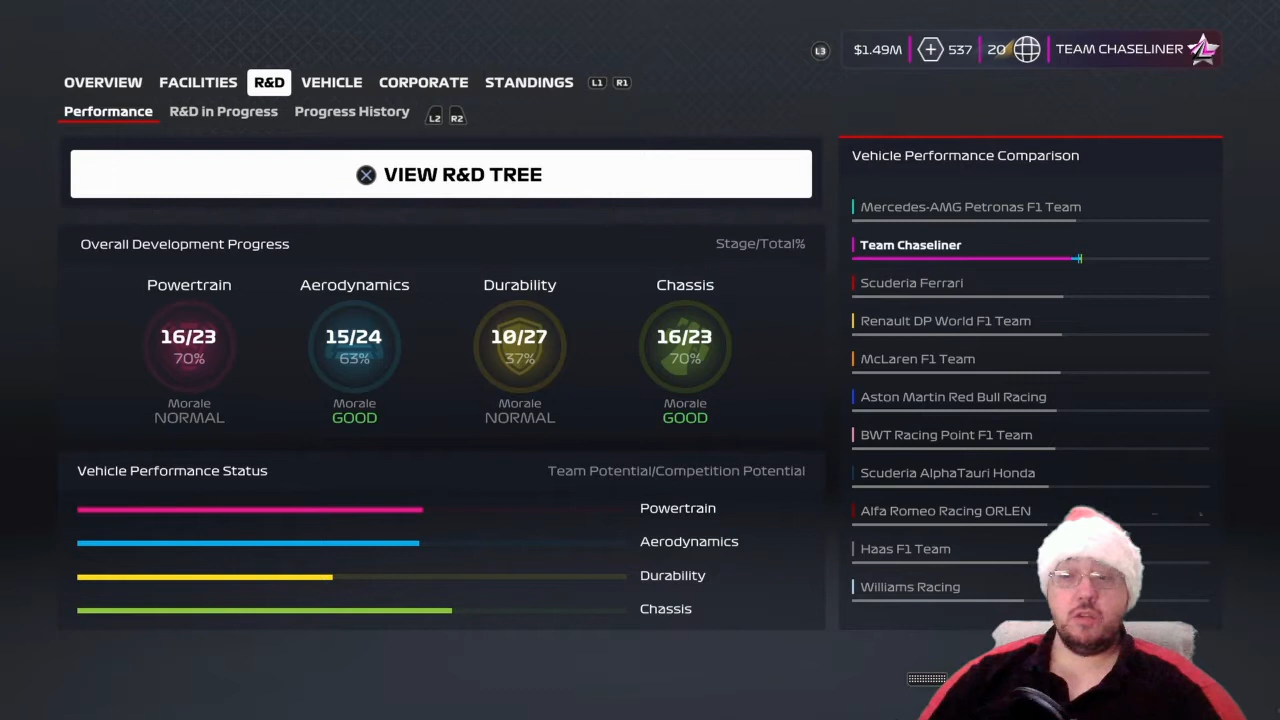 L3
$1.49M
537
20
TEAM CHASELINER
OVERVIEW FACILITIES R&D VEHICLE CORPORATE STANDINGS L1 R1
Performance R&D in Progress Progress History L2 R2
VIEW R&D TREE
Overall Development Progress Stage/Total%
Powertrain Aerodynamics Durability Chassis
16/23 15/24 10/27 16/23
70% 63% 37% 70%
Morale Morale Morale Morale
NORMAL GOOD NORMAL GOOD
Vehicle Performance Status Team Potential/Competition Potential
Powertrain
Aerodynamics
Durability
Chassis
Vehicle Performance Comparison
Mercedes-AMG Petronas F1 Team
Team Chaseliner
Scuderia Ferrari
Renault DP World F1 Team
McLaren F1 Team
Aston Martin Red Bull Racing
BWT Racing Point F1 Team
Scuderia AlphaTauri Honda
Alfa Romeo Racing ORLEN
Haas F1 Team
Williams Racing